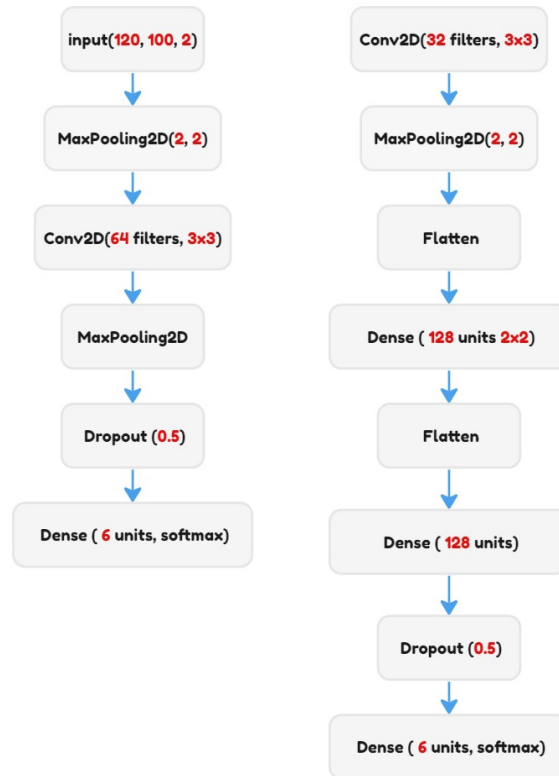 input(120, 100, 2)
MaxPooling2D(2, 2)
Conv2D(64 filters, 3x3)
MaxPooling2D
Dropout (0.5)
Dense ( 6 units, softmax)
Conv2D(32 filters, 3x3)
MaxPooling2D(2, 2)
Flatten
Dense ( 128 units 2x2)
Flatten
Dense ( 128 units)
Dropout (0.5)
Dense ( 6 units, softmax)